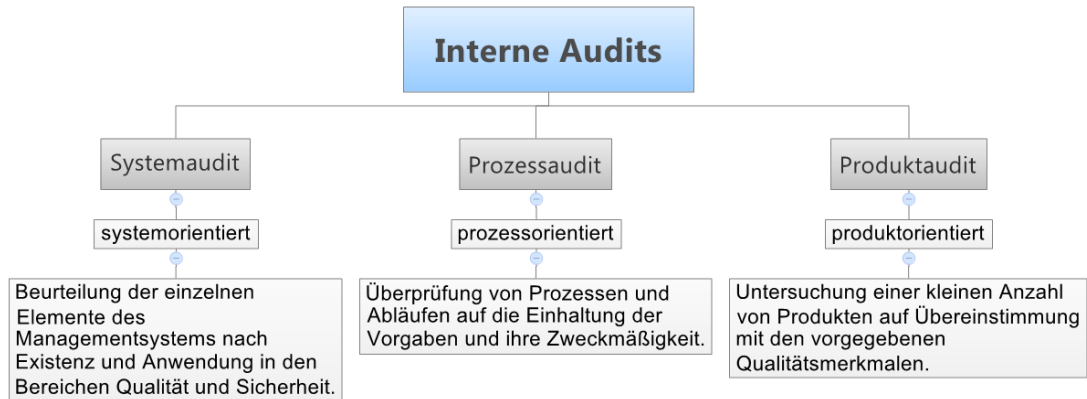 Interne Audits
Systemaudit
systemorientiert
Beurteilung der einzelnen
Elemente des
Managementsystems nach
Existenz und Anwendung in den
Bereichen Qualität und Sicherheit.
Prozessaudit
prozessorientiert
Überprüfung von Prozessen und
Abläufen auf die Einhaltung der
Vorgaben und ihre Zweckmäßigkeit.
Produktaudit
produktorientiert
Untersuchung einer kleinen Anzahl
von Produkten auf Übereinstimmung
mit den vorgegebenen
Qualitätsmerkmalen.